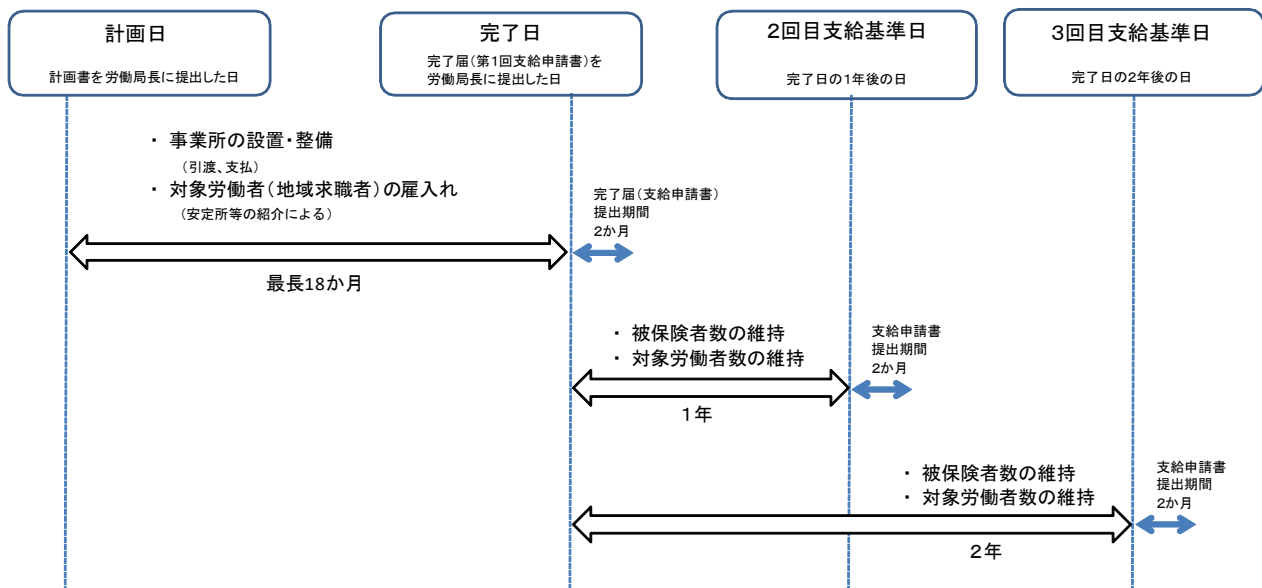 計画日
計画書を労働局長に提出した日
完了日
完了届(第1回支給申請書)を
労働局長に提出した日
2回目支給基準日
完了日の1年後の日
3回目支給基準日
完了日の2年後の日
・ 事業所の設置・整備
(引渡、支払)
・ 対象労働者(地域求職者)の雇入れ
(安定所等の紹介による)
最長18か月
完了届(支給申請書)
提出期間
2か月
・ 被保険者数の維持
・ 対象労働者数の維持
1年
支給申請書
提出期間
2か月
・ 被保険者数の維持
・ 対象労働者数の維持
2年
支給申請書
提出期間
2か月